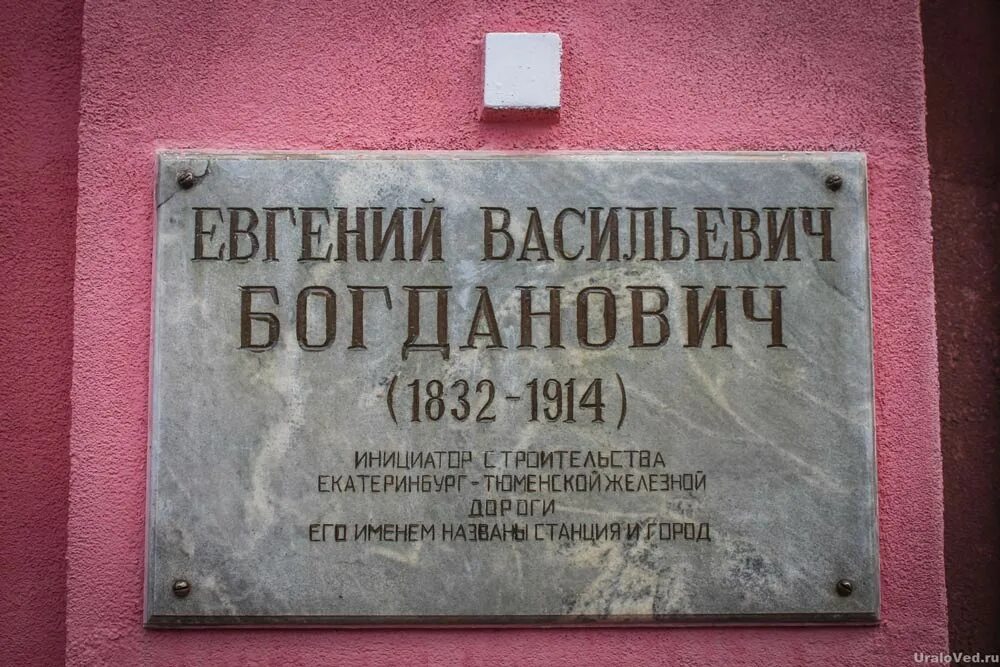 ЕВГЕНИЙ ВАСИЛЬЕВИЧ
БОГДАНОВИЧ
(1832-1914)
ИНИЦИАТОР СТРОИТЕЛЬСТВА
ЕКАТЕРИНБУРГ-ТЮМЕНСКОЙ ЖЕЛЕЗНОЙ
ДОРОГИ
ЕГО ИМЕНЕМ НАЗВАНЫ СТАНЦИЯ И ГОРОД
UraloVed.ru